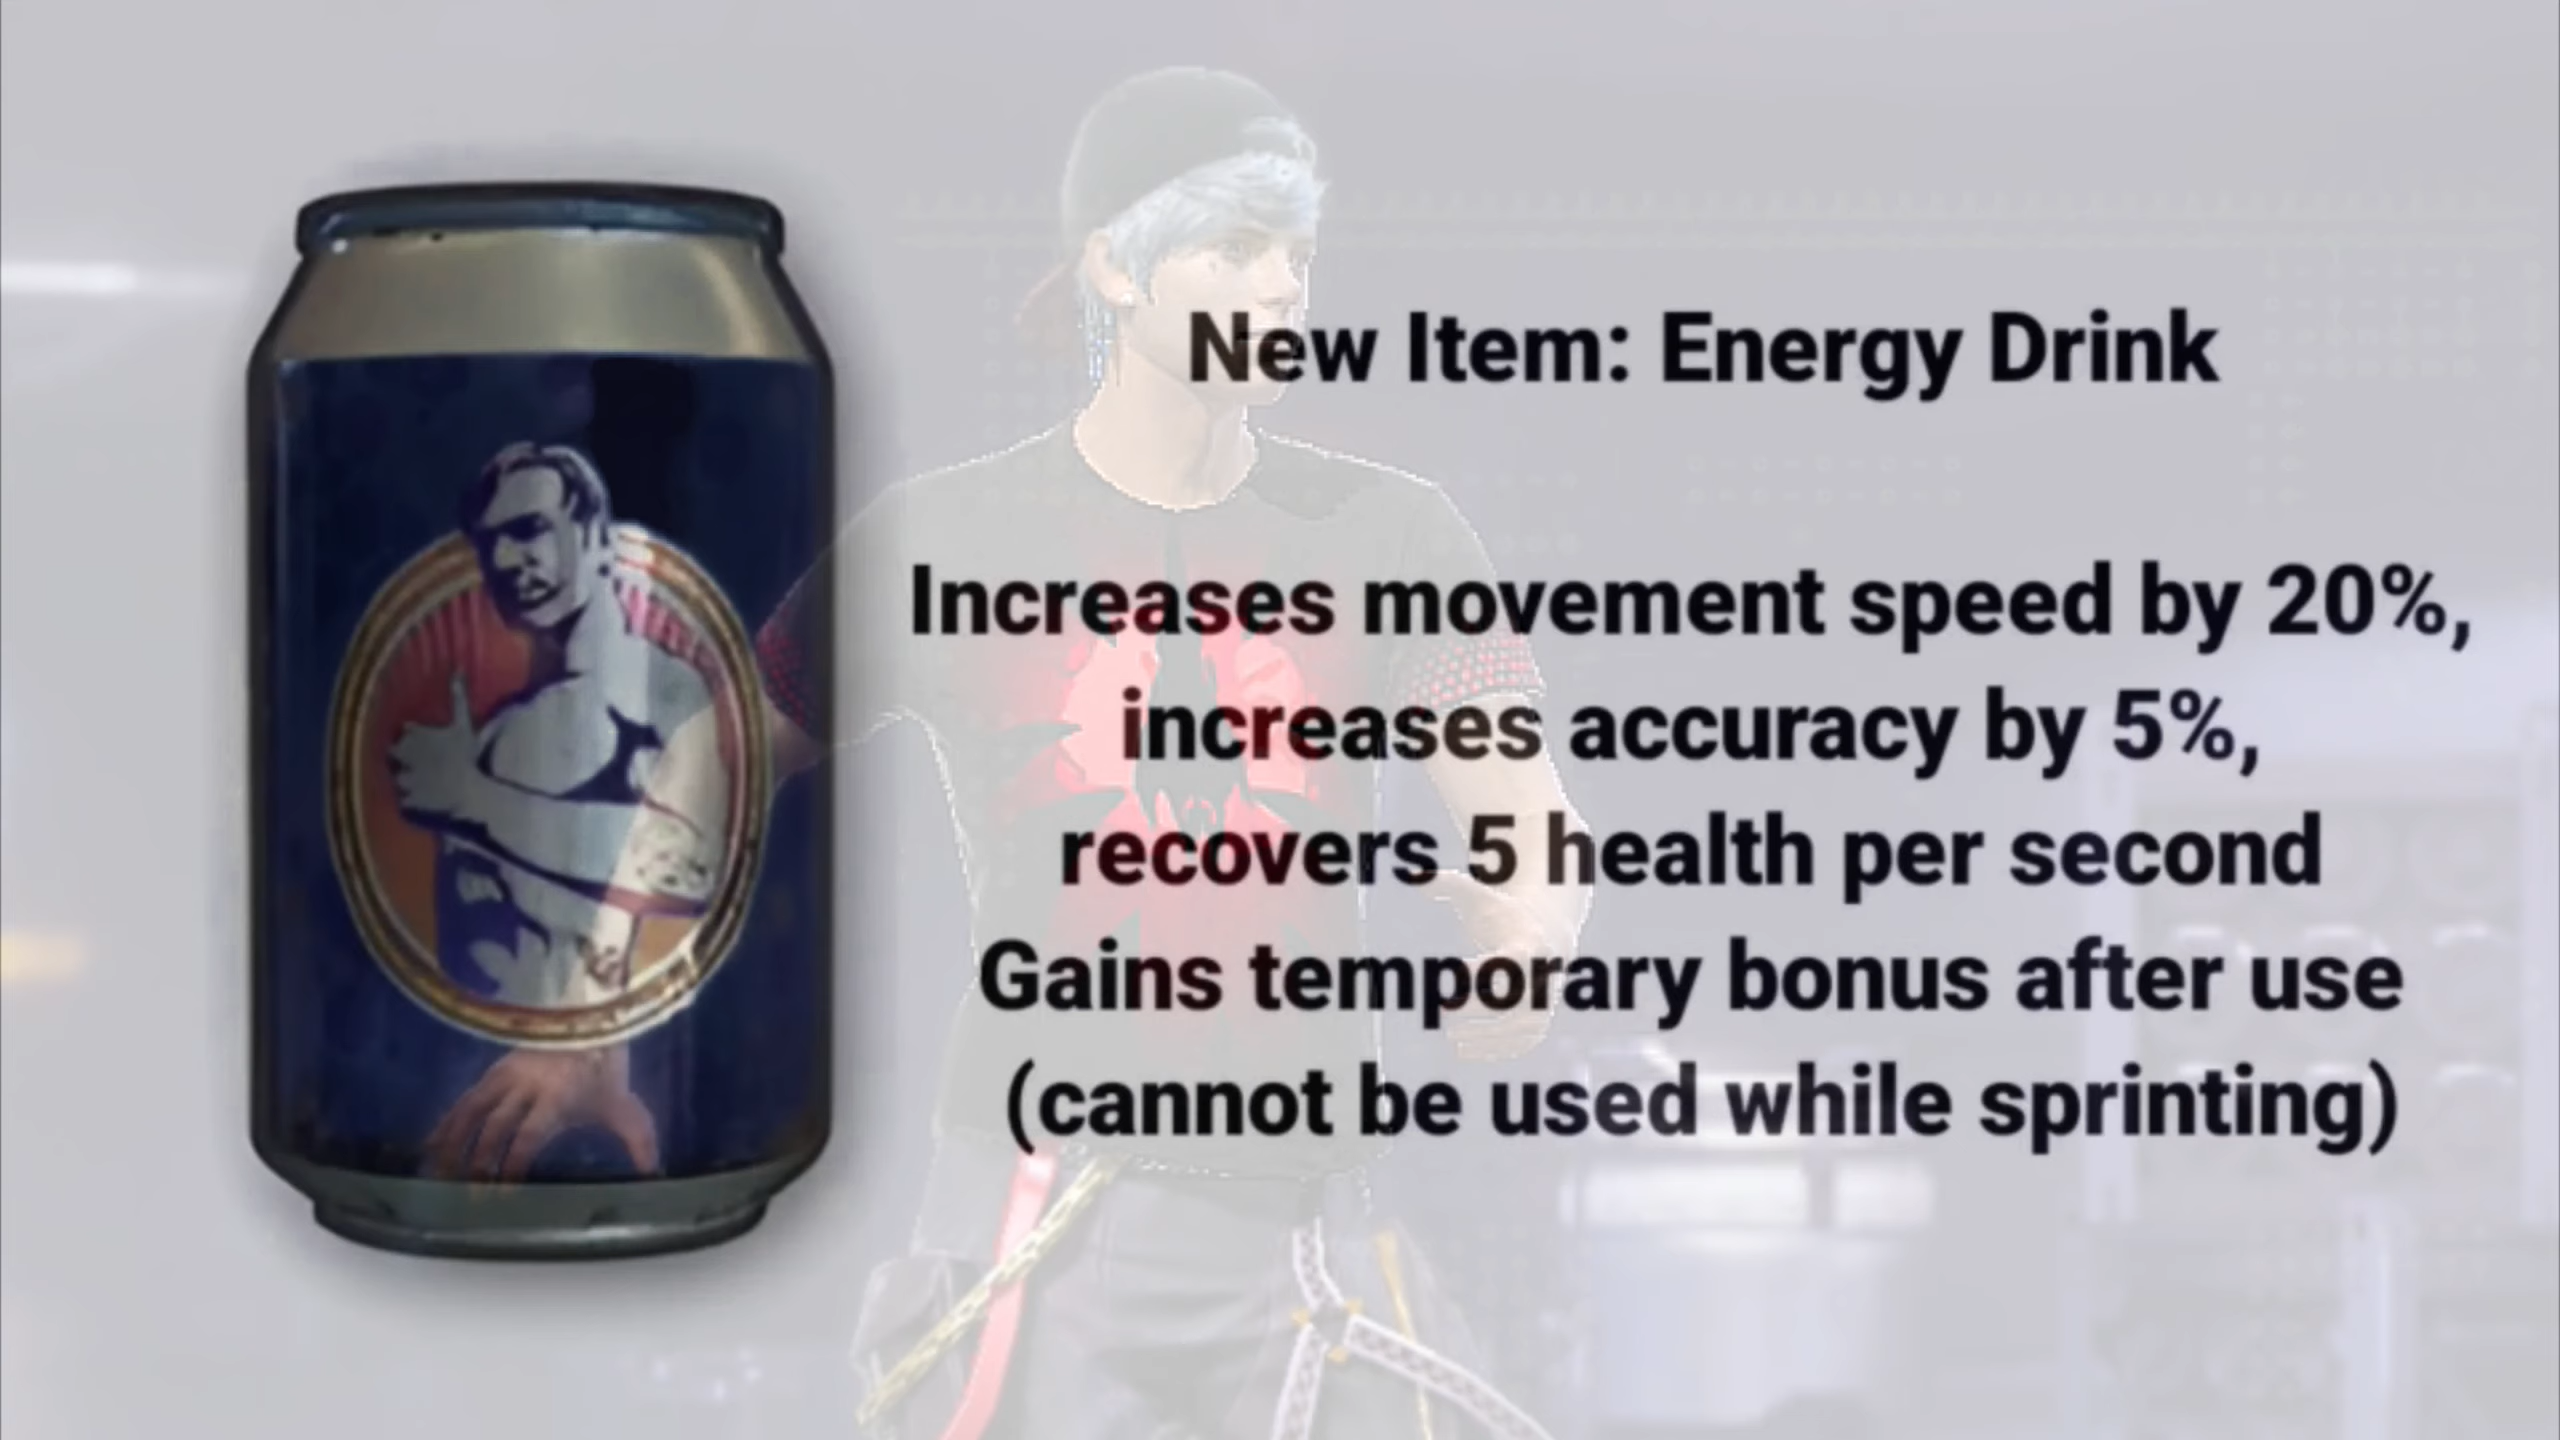 New Item: Energy Drink
Increases movement speed by 20%,
increases accuracy by 5%,
recovers 5 health per second
Gains temporary bonus after use
(cannot be used while sprinting)